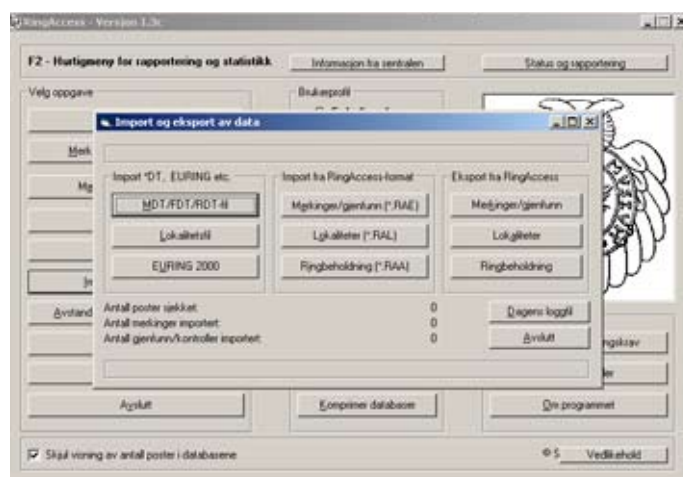 RingAccess - Versjon 1.3c
F2 - Hurtigmeny for rapportering og statistikk
Informasjon fra sentralen
Status og rapportering
Velg oppgave
Brukerprofil
Import og eksport av data
Import *DT, EURING etc.
MDT/FDT/RDT-fil
Lokalitetsfil
EURING 2000
Import fra RingAccess-format
Merkinger/gjenfunn (*.RAE)
Lokaliteter (*.RAL)
Ringbeholdning (*.RAA)
Eksport fra RingAccess
Merkinger/gjenfunn
Lokaliteter
Ringbeholdning
Antall poster sjekket: 0
Antall merkinger importert: 0
Antall gjenfunn/kontroller importert: 0
Dagens loggfil
Avslutt
Merk
Avstand
ngskrav
Avslutt
Komprimer databaser
Om programmet
Skjul visning av antall poster i databasene
Vedlikehold